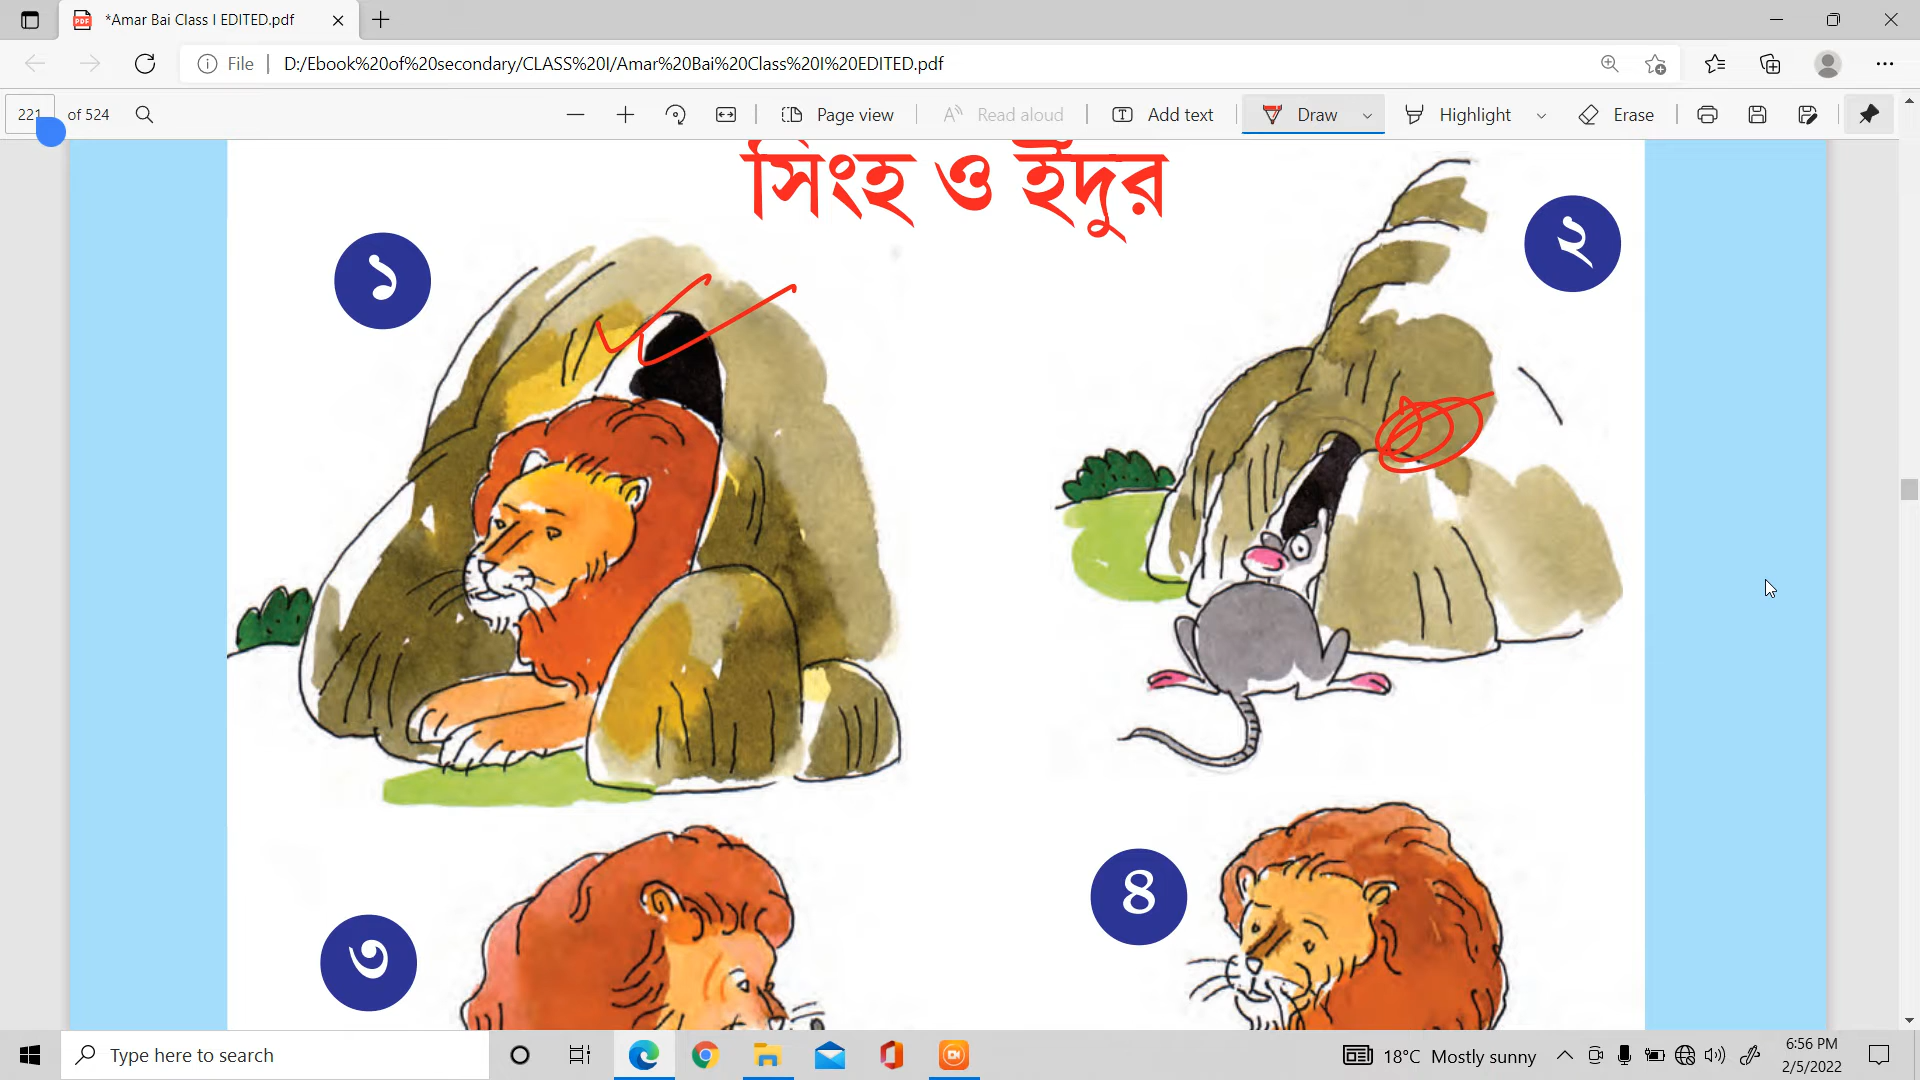 *Amar Bai Class I EDITED.pdf
File D:/Ebook%20of%20secondary/CLASS%20I/Amar%20Bai%20Class%20I%20EDITED.pdf
221 of 524 Page view Read aloud Add text Draw Highlight Erase
সিংহ ও ইঁদুর
১
২
৩
৪
Type here to search
18°C Mostly sunny
6:56 PM
2/5/2022